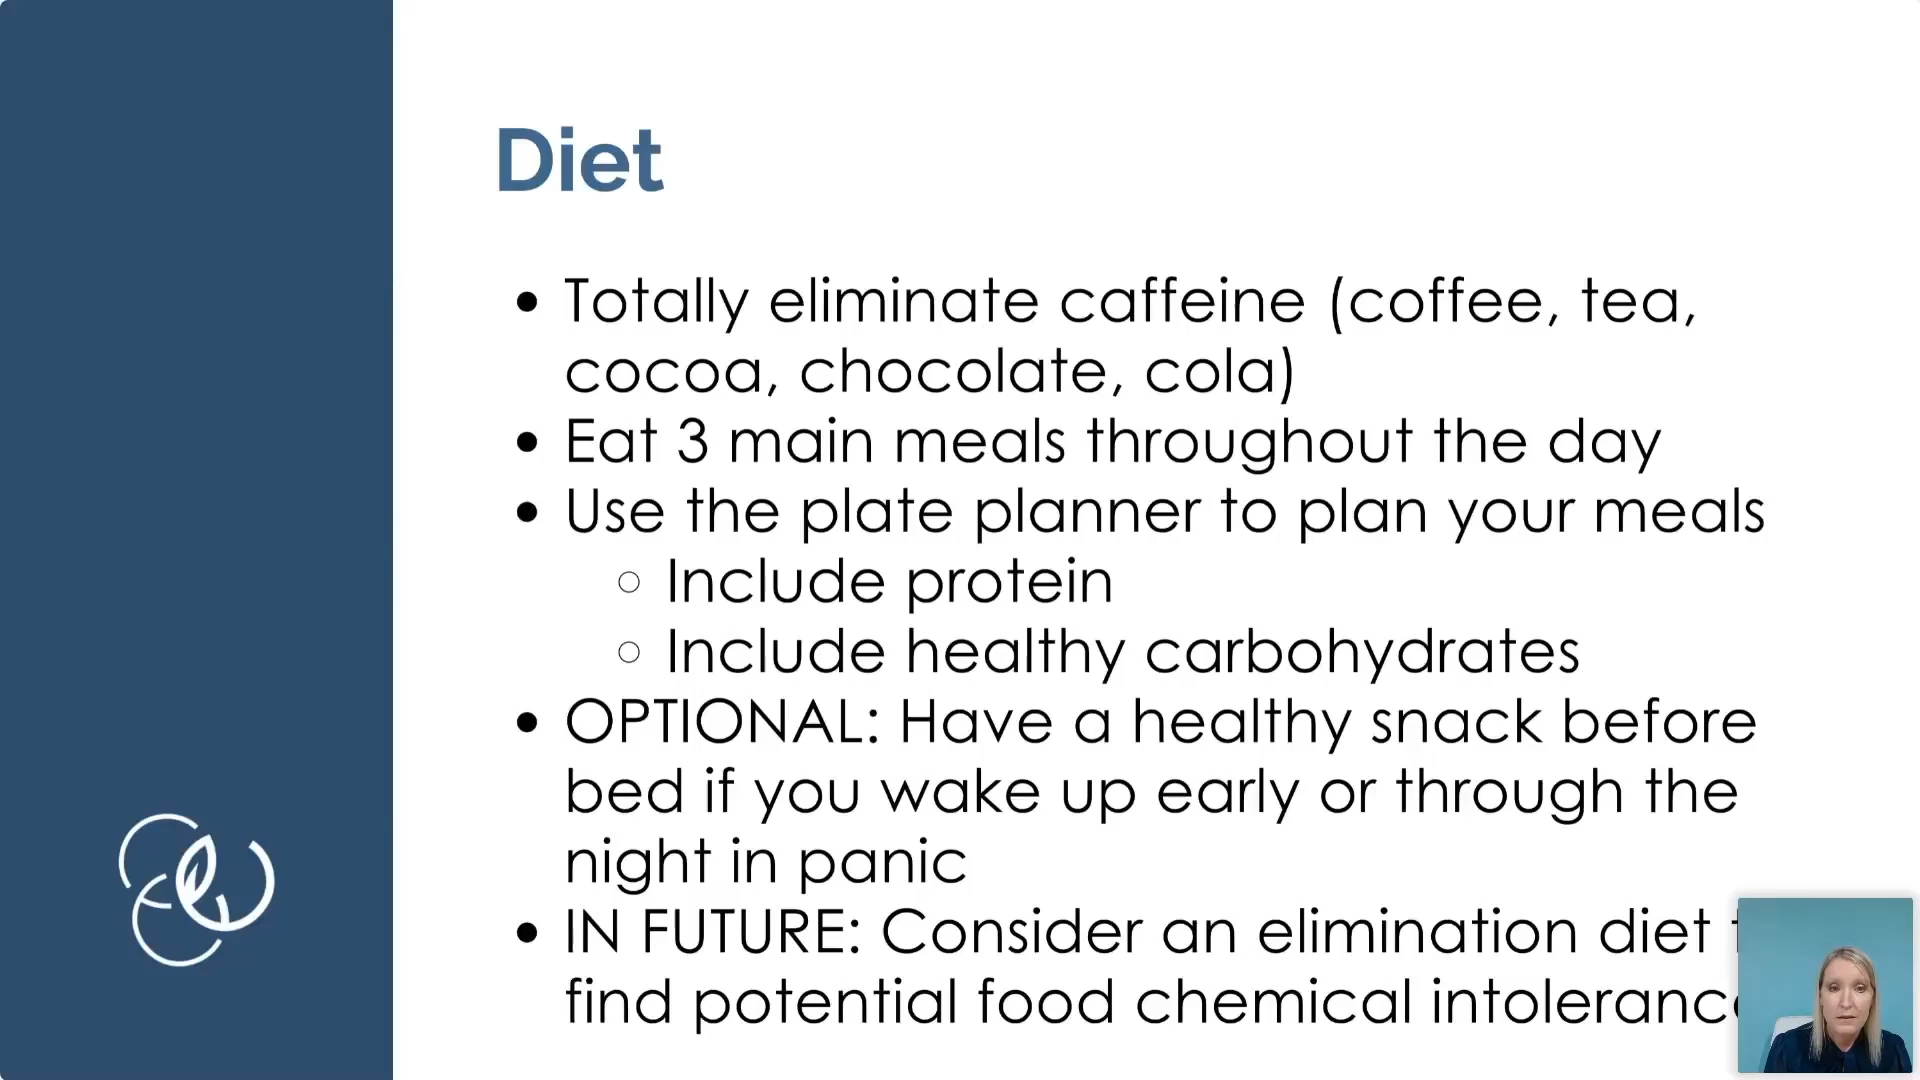 Diet
• Totally eliminate caffeine (coffee, tea,
cocoa, chocolate, cola)
• Eat 3 main meals throughout the day
• Use the plate planner to plan your meals
○ Include protein
○ Include healthy carbohydrates
• OPTIONAL: Have a healthy snack before
bed if you wake up early or through the
night in panic
• IN FUTURE: Consider an elimination diet
find potential food chemical